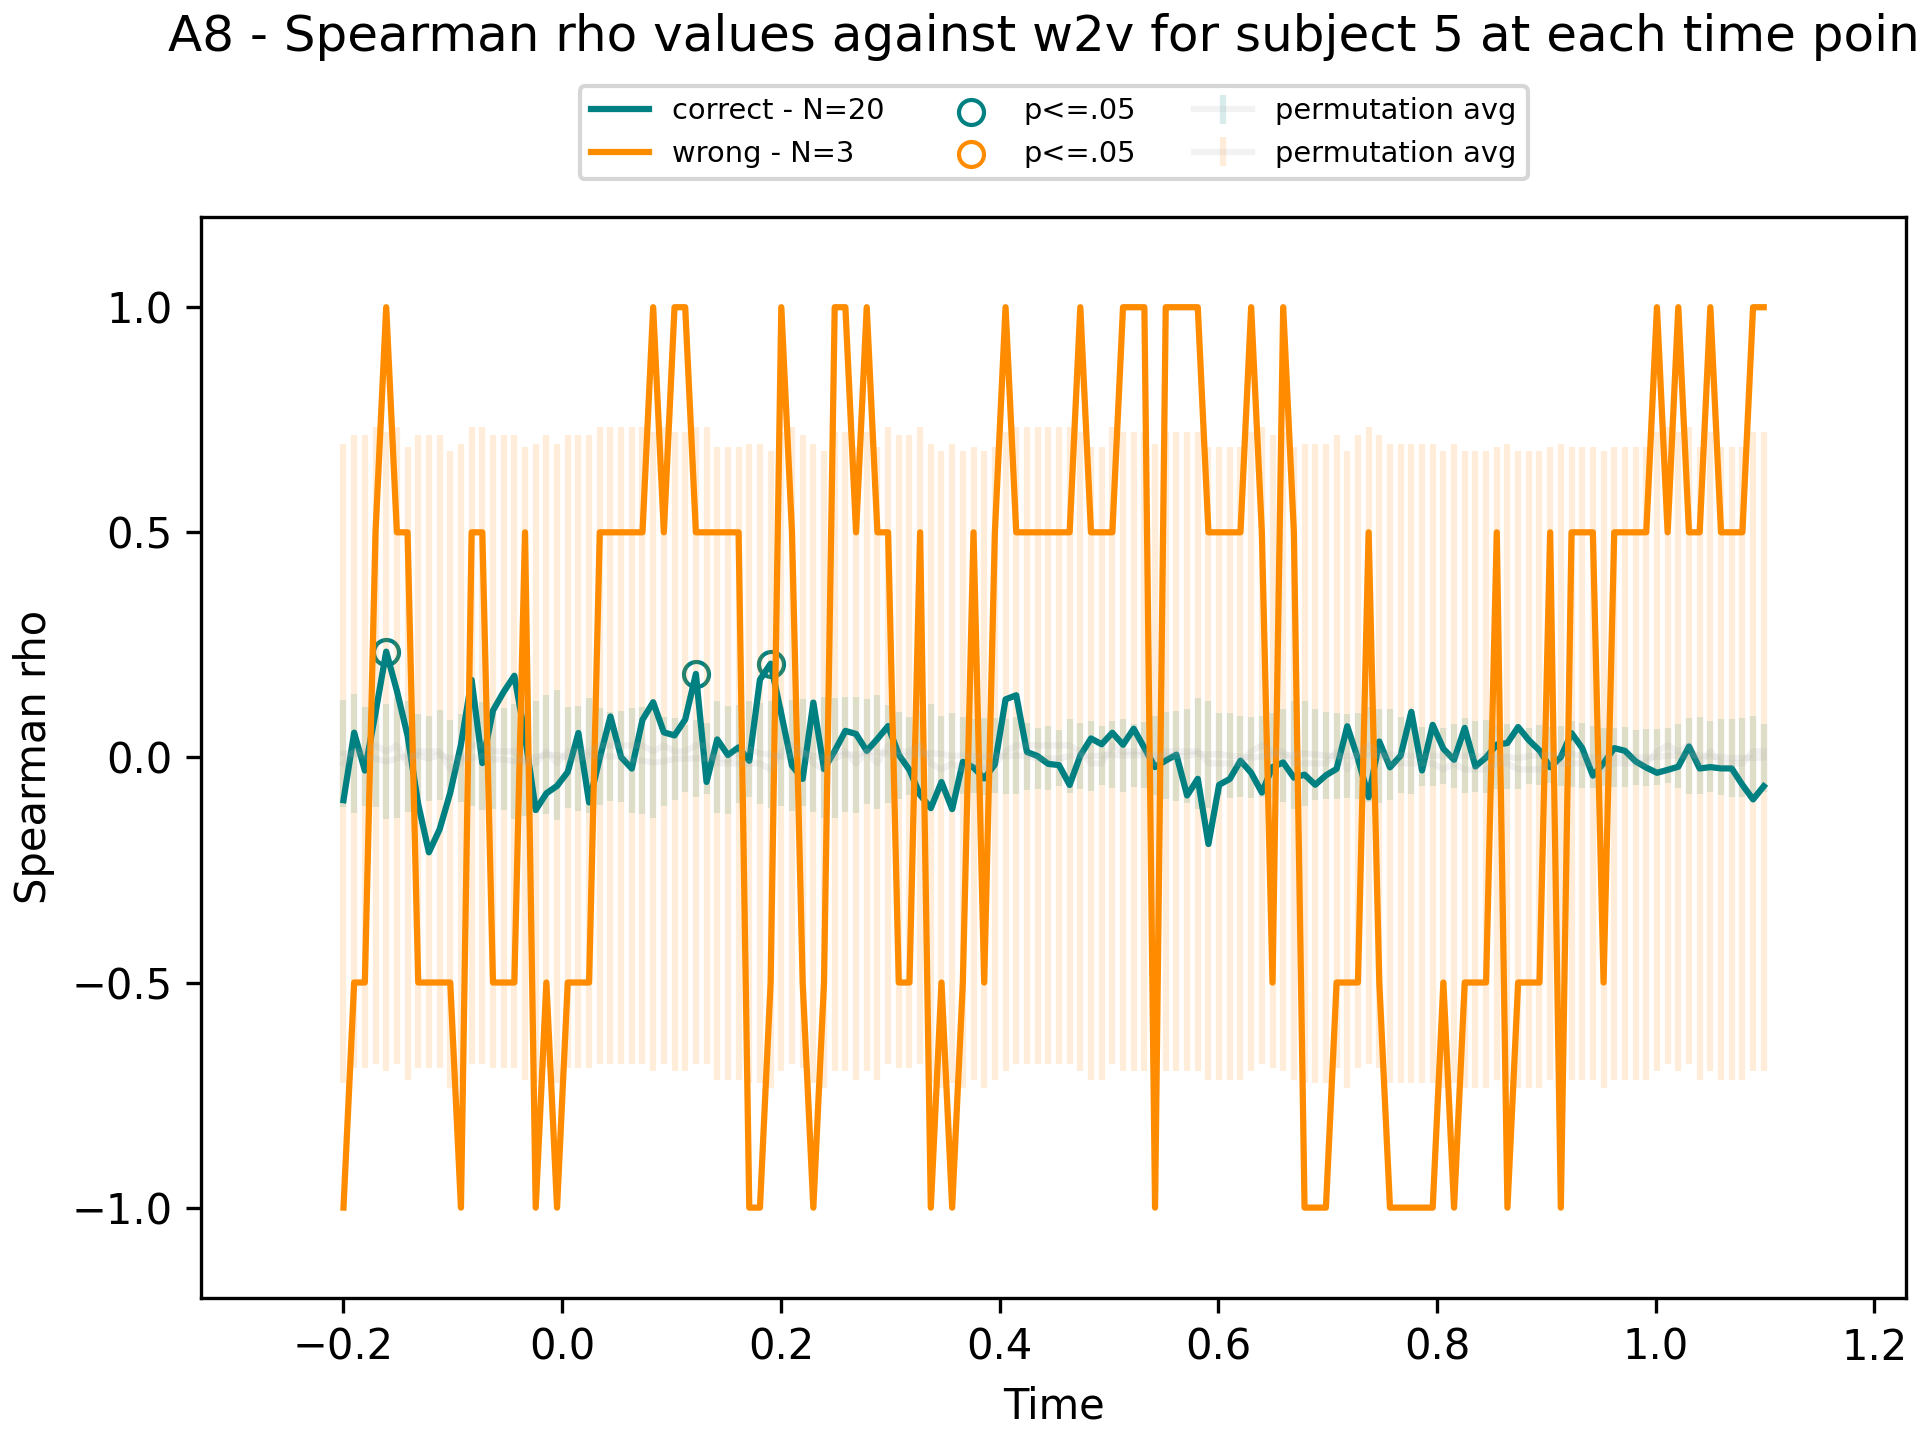 A8 - Spearman rho values against w2v for subject 5 at each time poin
correct - N=20
wrong - N=3
p<=.05
p<=.05
permutation avg
permutation avg
Spearman rho
1.0
0.5
0.0
−0.5
−1.0
−0.2 0.0 0.2 0.4 0.6 0.8 1.0 1.2
Time